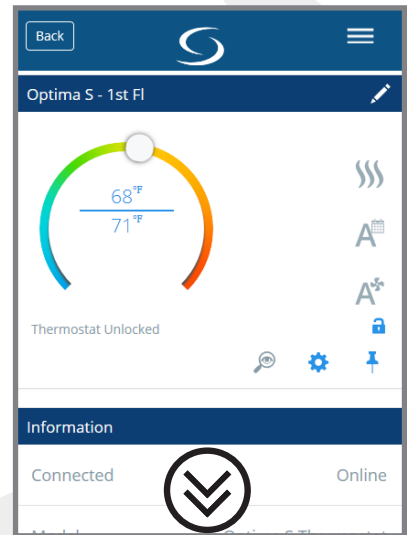 Back
Optima S - 1st Fl
68°F
71°F
A
A
Thermostat Unlocked
Information
Connected Online